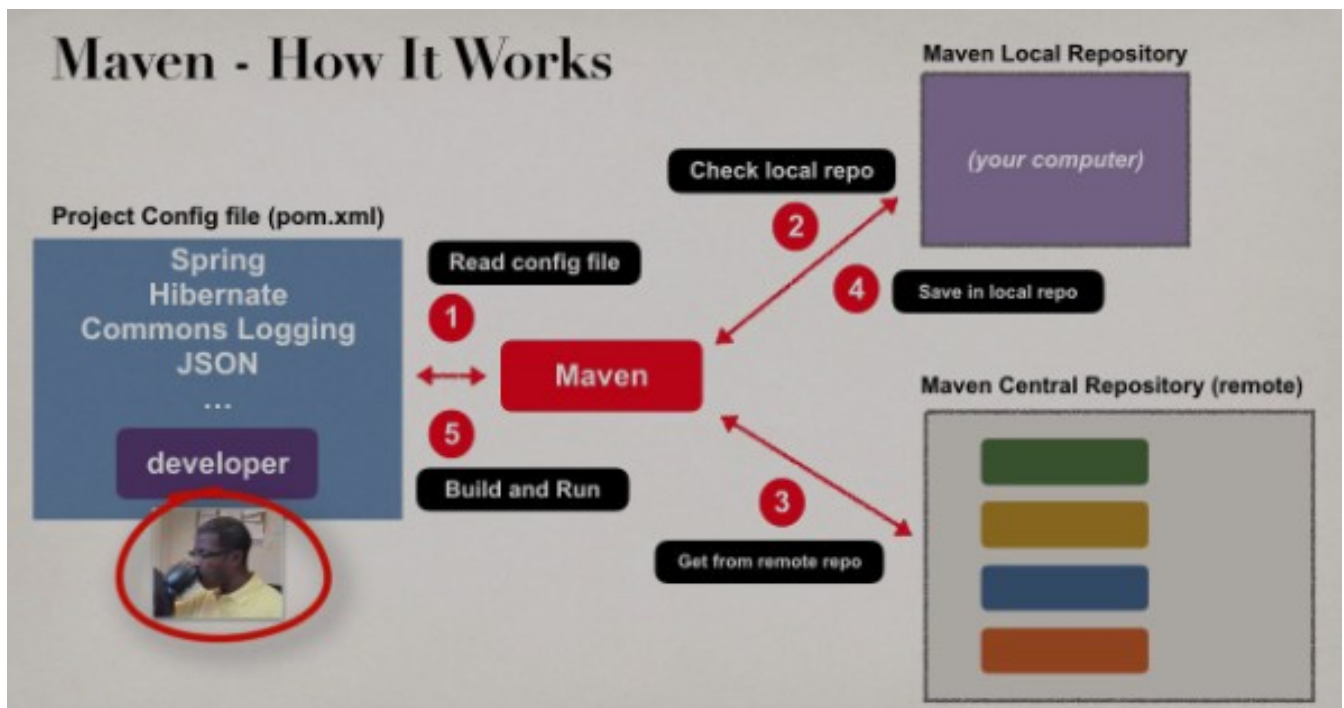 Maven - How It Works
Maven Local Repository
(your computer)
Check local repo
2
4
Save in local repo
Project Config file (pom.xml)
Spring
Hibernate
Commons Logging
JSON
...
developer
Read config file
1
Maven
5
Build and Run
3
Get from remote repo
Maven Central Repository (remote)